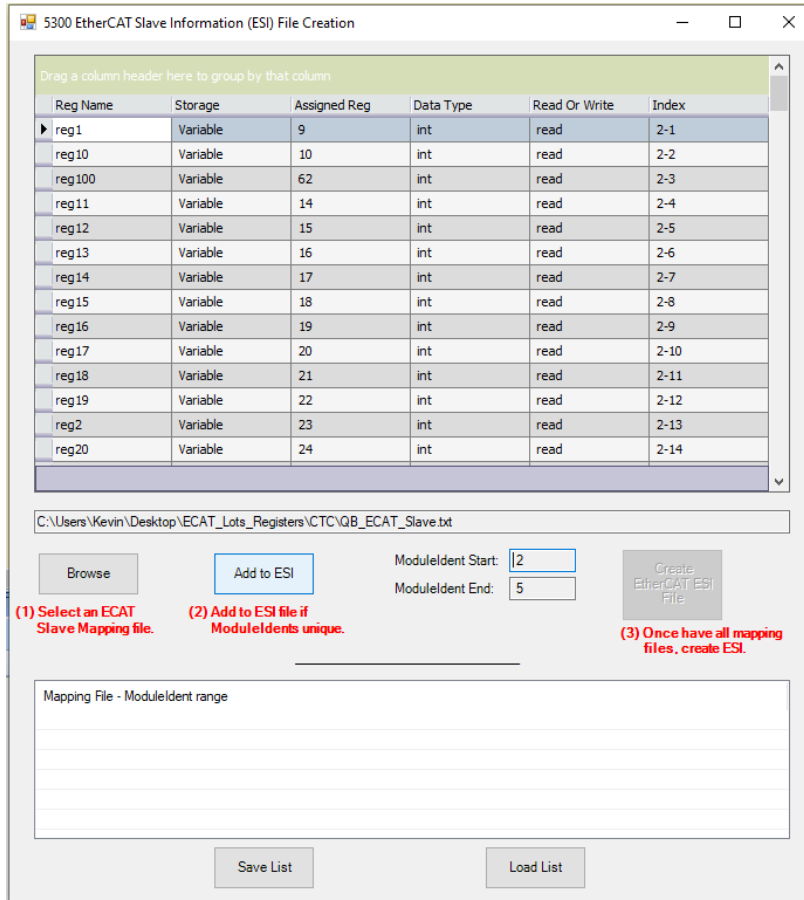 5300 EtherCAT Slave Information (ESI) File Creation
Drag a column header here to group by that column
Reg Name Storage Assigned Reg Data Type Read Or Write Index
reg1 Variable 9 int read 2-1
reg10 Variable 10 int read 2-2
reg100 Variable 62 int read 2-3
reg11 Variable 14 int read 2-4
reg12 Variable 15 int read 2-5
reg13 Variable 16 int read 2-6
reg14 Variable 17 int read 2-7
reg15 Variable 18 int read 2-8
reg16 Variable 19 int read 2-9
reg17 Variable 20 int read 2-10
reg18 Variable 21 int read 2-11
reg19 Variable 22 int read 2-12
reg2 Variable 23 int read 2-13
reg20 Variable 24 int read 2-14
C:\Users\Kevin\Desktop\ECAT_Lots_Registers\CTC\QB_ECAT_Slave.txt
Browse
(1) Select an ECAT
Slave Mapping file.
Add to ESI
(2) Add to ESI file if
ModuleIdents unique.
ModuleIdent Start: 2
ModuleIdent End: 5
Create
EtherCAT ESI
File
(3) Once have all mapping
files, create ESI.
Mapping File - ModuleIdent range
Save List
Load List